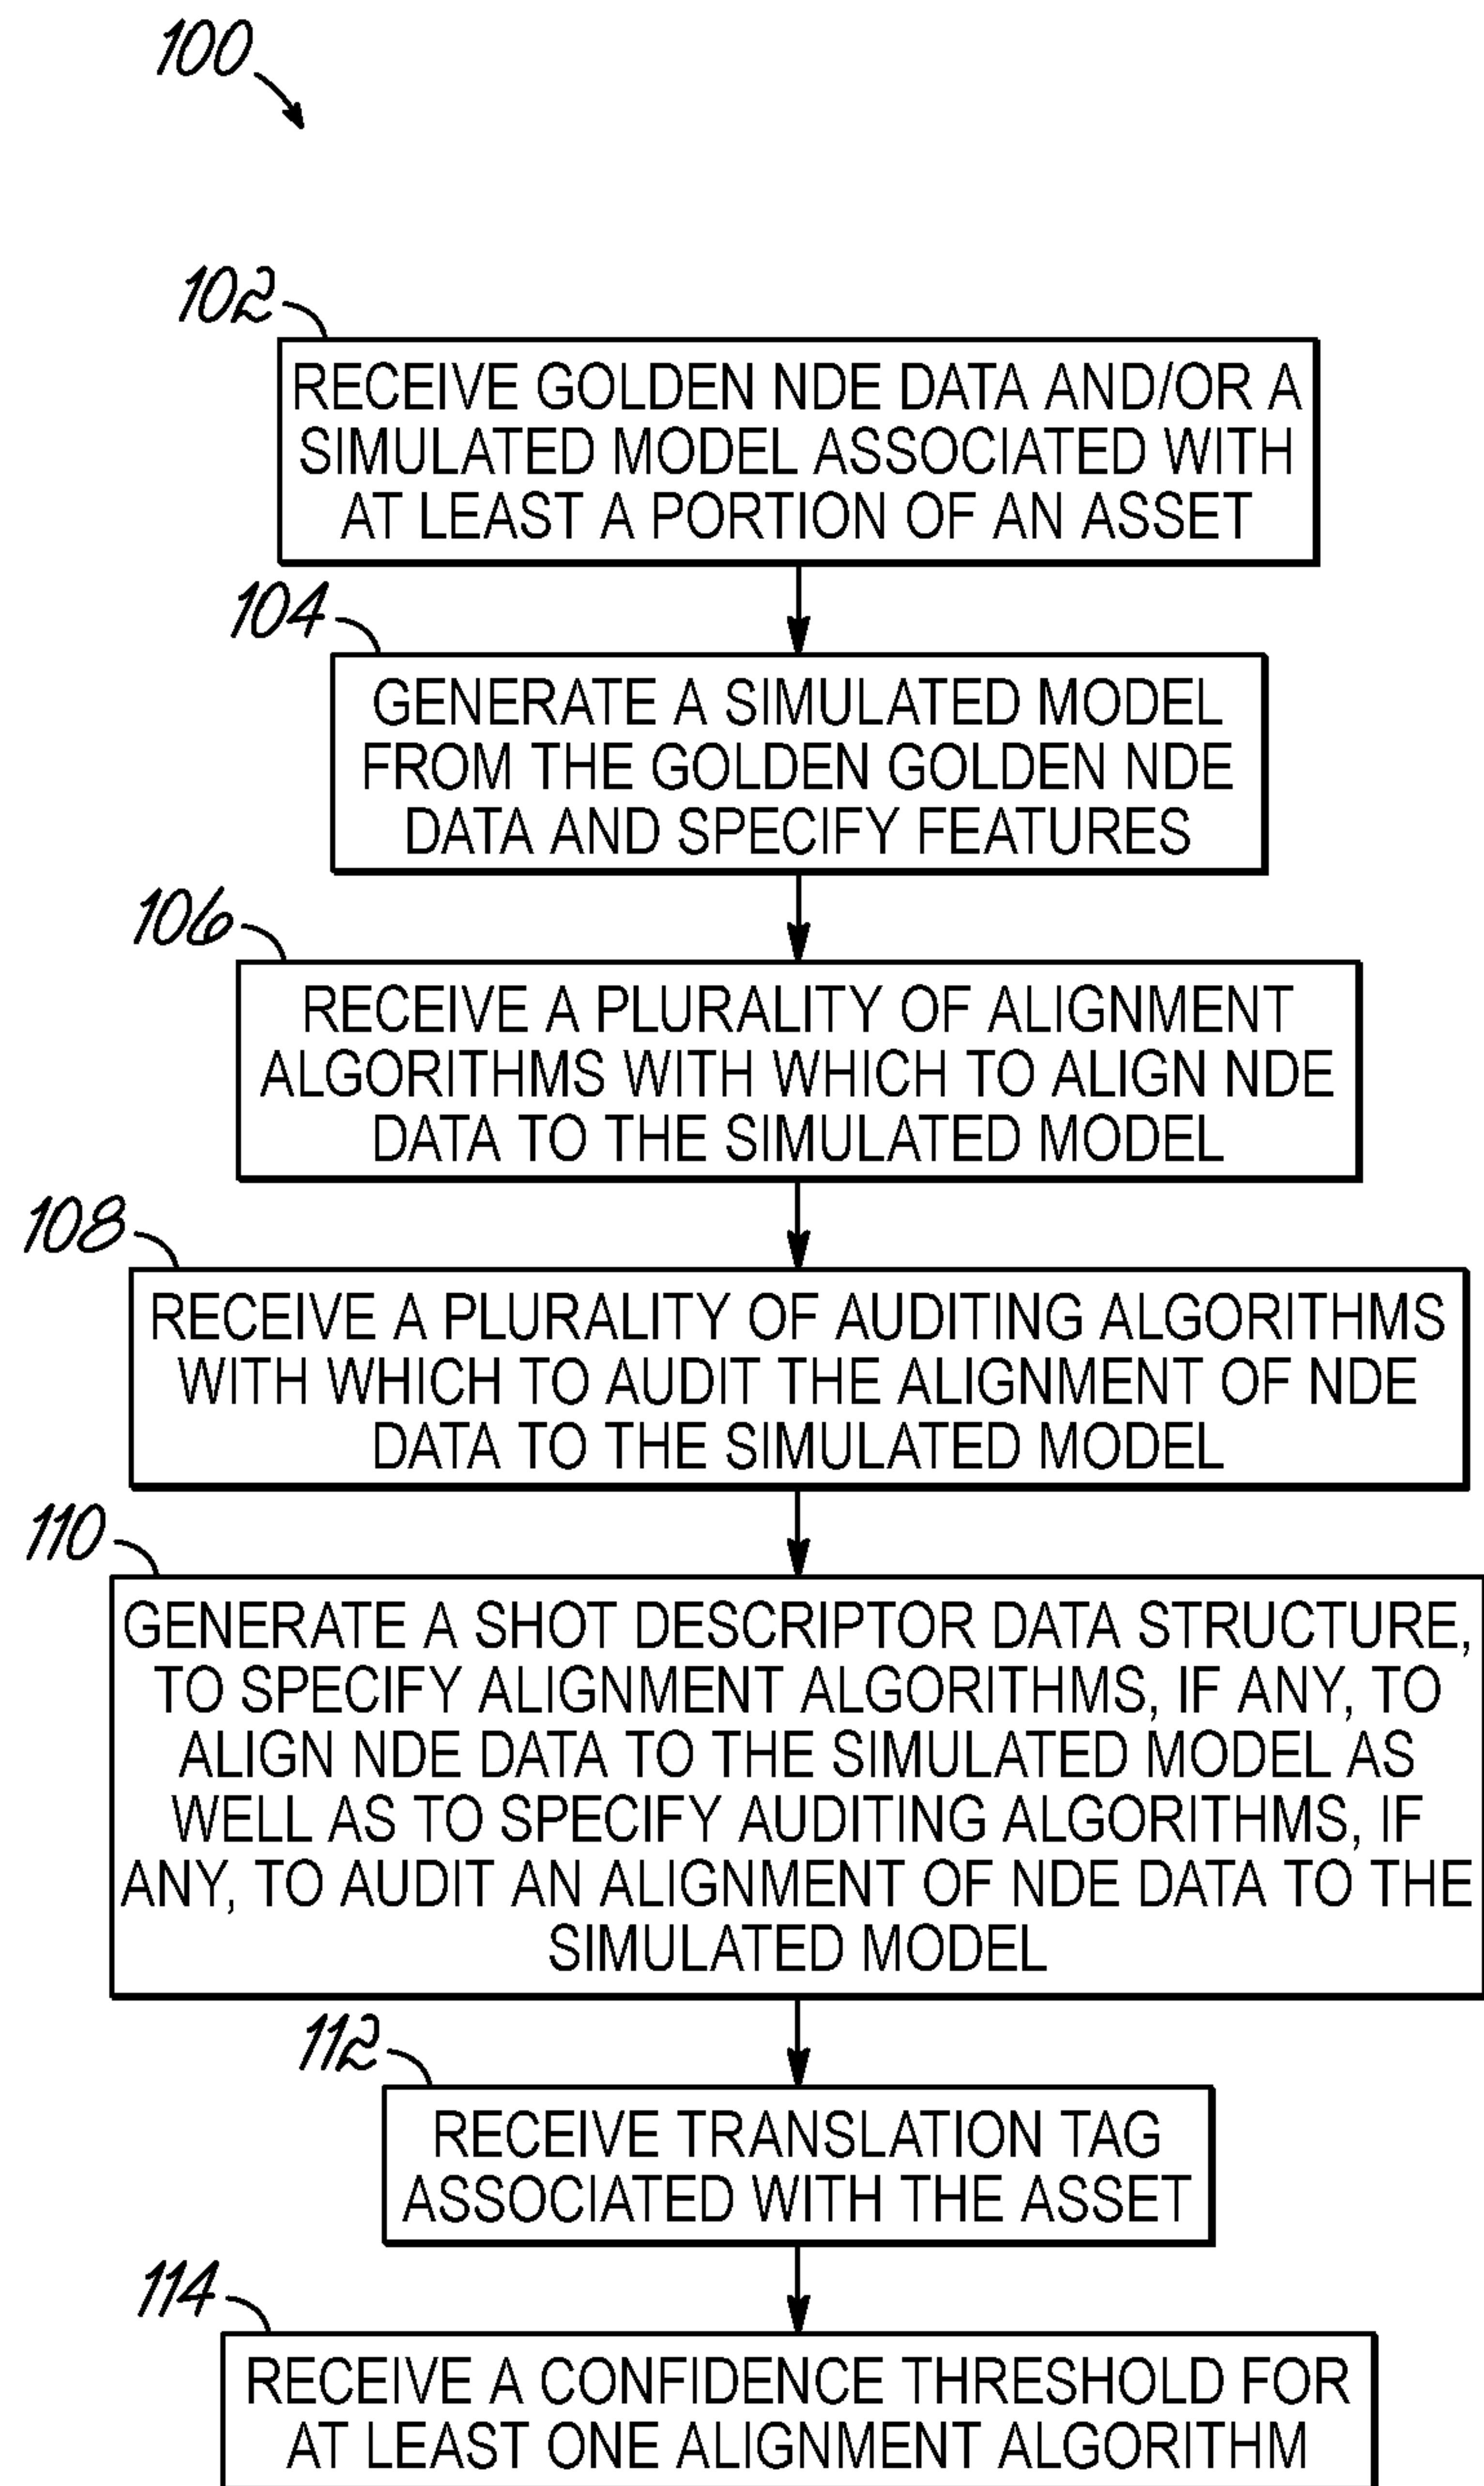 100
102
RECEIVE GOLDEN NDE DATA AND/OR A
SIMULATED MODEL ASSOCIATED WITH
AT LEAST A PORTION OF AN ASSET
104
GENERATE A SIMULATED MODEL
FROM THE GOLDEN GOLDEN NDE
DATA AND SPECIFY FEATURES
106
RECEIVE A PLURALITY OF ALIGNMENT
ALGORITHMS WITH WHICH TO ALIGN NDE
DATA TO THE SIMULATED MODEL
108
RECEIVE A PLURALITY OF AUDITING ALGORITHMS
WITH WHICH TO AUDIT THE ALIGNMENT OF NDE
DATA TO THE SIMULATED MODEL
110
GENERATE A SHOT DESCRIPTOR DATA STRUCTURE,
TO SPECIFY ALIGNMENT ALGORITHMS, IF ANY, TO
ALIGN NDE DATA TO THE SIMULATED MODEL AS
WELL AS TO SPECIFY AUDITING ALGORITHMS, IF
ANY, TO AUDIT AN ALIGNMENT OF NDE DATA TO THE
SIMULATED MODEL
112
RECEIVE TRANSLATION TAG
ASSOCIATED WITH THE ASSET
114
RECEIVE A CONFIDENCE THRESHOLD FOR
AT LEAST ONE ALIGNMENT ALGORITHM